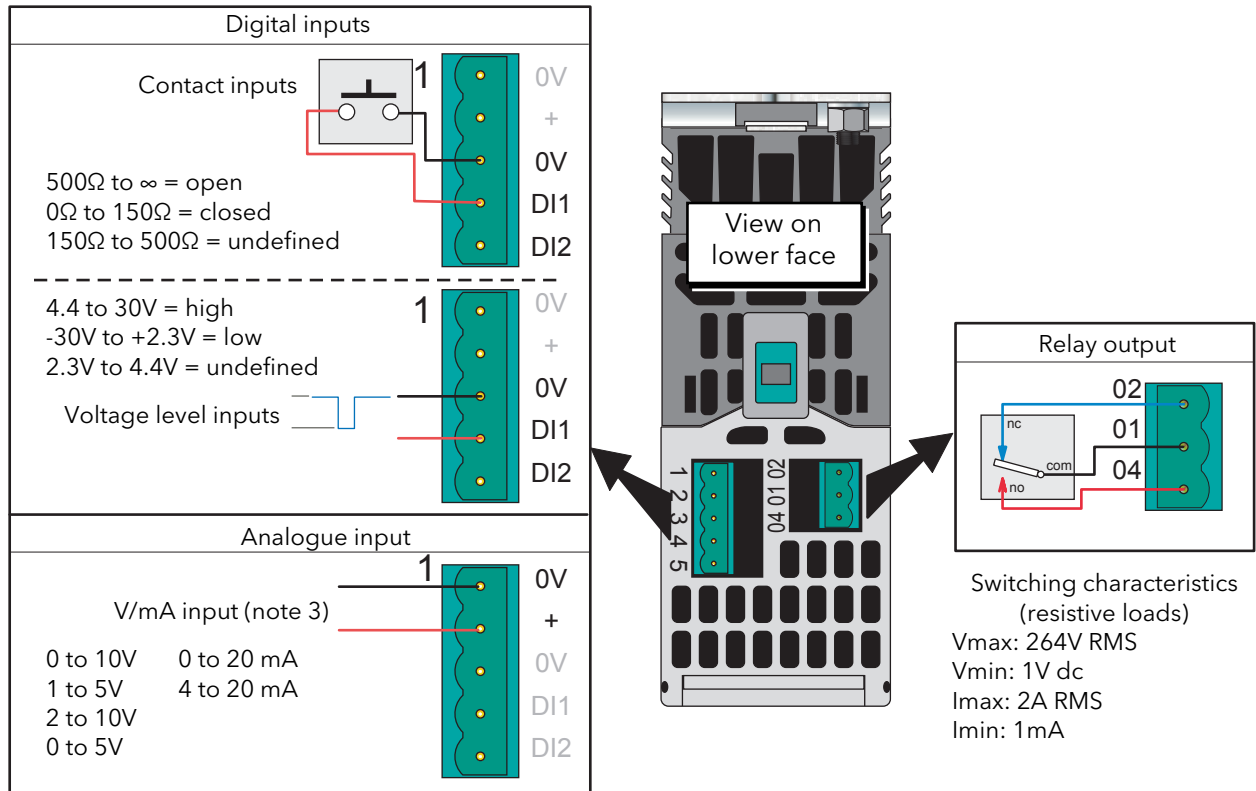 Digital inputs
Contact inputs
1
0V
+
0V
DI1
DI2
500Ω to ∞ = open
0Ω to 150Ω = closed
150Ω to 500Ω = undefined
4.4 to 30V = high
-30V to +2.3V = low
2.3V to 4.4V = undefined
Voltage level inputs
1
0V
+
0V
DI1
DI2
Analogue input
1
V/mA input (note 3)
0 to 10V 0 to 20 mA
1 to 5V 4 to 20 mA
2 to 10V
0 to 5V
0V
+
0V
DI1
DI2
View on
lower face
1 2 3 4 5
04 01 02
Relay output
02
01
04
nc
com
no
Switching characteristics
(resistive loads)
Vmax: 264V RMS
Vmin: 1V dc
Imax: 2A RMS
Imin: 1mA